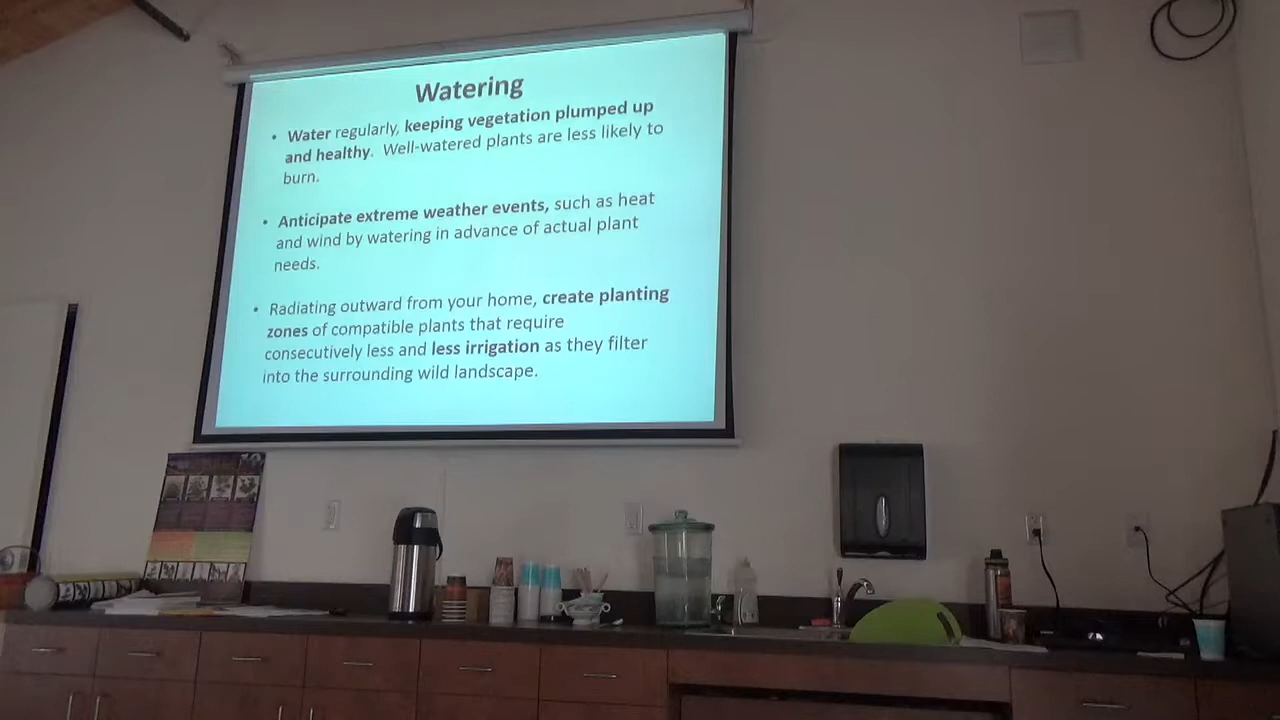 Watering
• Water regularly, keeping vegetation plumped up
and healthy. Well-watered plants are less likely to
burn.
• Anticipate extreme weather events, such as heat
and wind by watering in advance of actual plant
needs.
• Radiating outward from your home, create planting
zones of compatible plants that require
consecutively less and less irrigation as they filter
into the surrounding wild landscape.